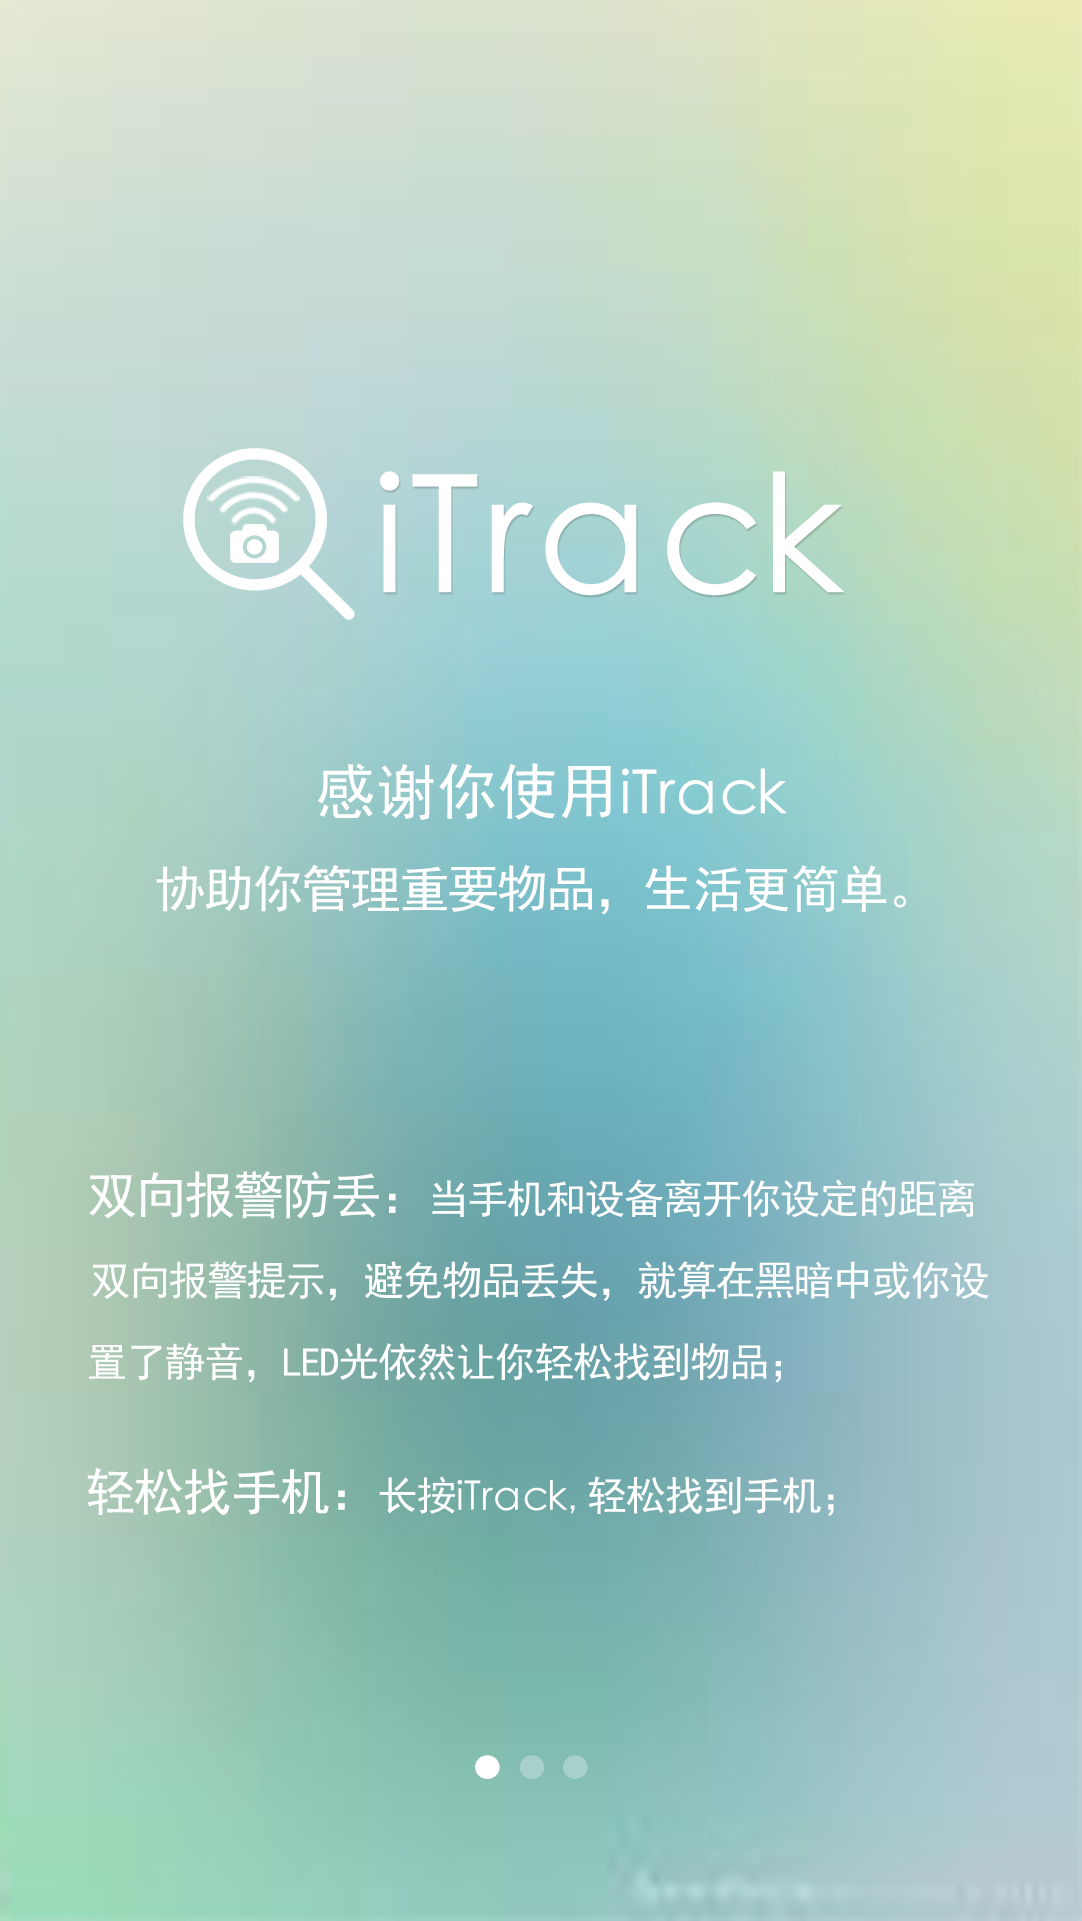 iTrack
感谢你使用iTrack
协助你管理重要物品，生活更简单。
双向报警防丢：当手机和设备离开你设定的距离
双向报警提示，避免物品丢失，就算在黑暗中或你设
置了静音，LED光依然让你轻松找到物品；
轻松找手机：长按iTrack,轻松找到手机；